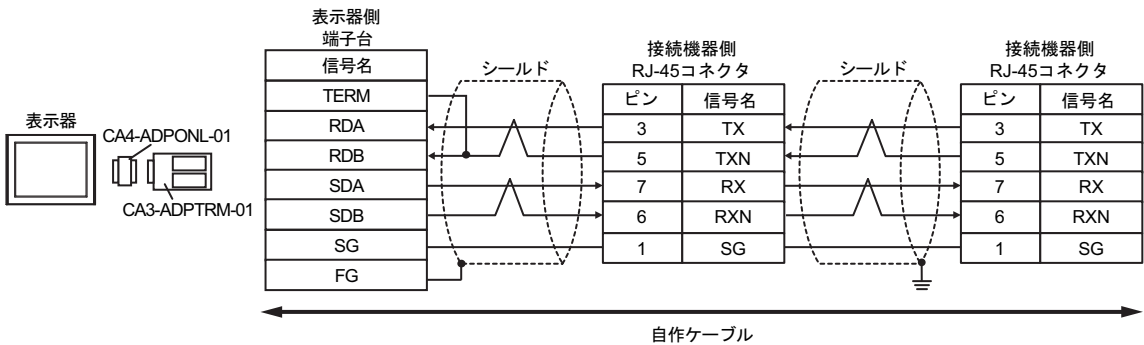 表示器
CA4-ADPONL-01
CA3-ADPTRM-01
表示器側
端子台
信号名
TERM
RDA
RDB
SDA
SDB
SG
FG
シールド
接続機器側
RJ-45コネクタ
ピン 信号名
3 TX
5 TXN
7 RX
6 RXN
1 SG
シールド
接続機器側
RJ-45コネクタ
ピン 信号名
3 TX
5 TXN
7 RX
6 RXN
1 SG
自作ケーブル